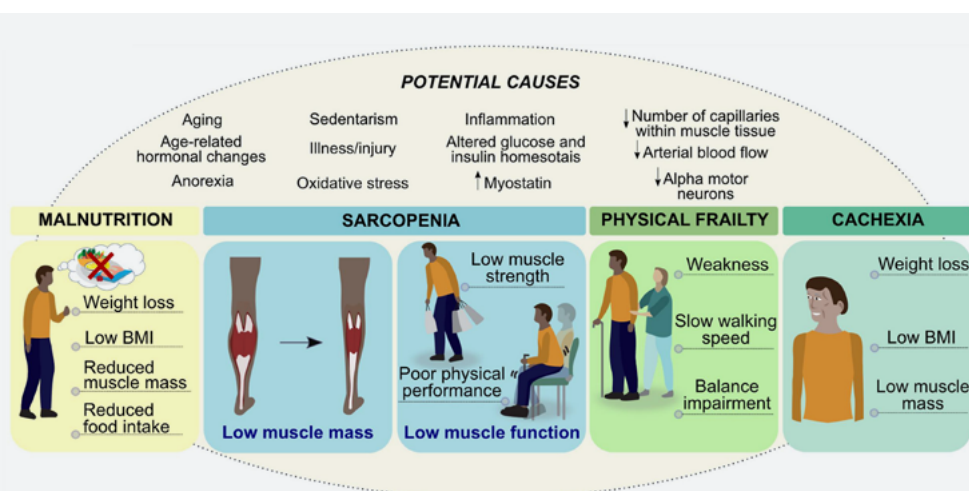 POTENTIAL CAUSES
Aging
Age-related
hormonal changes
Anorexia
Sedentarism
Illness/injury
Oxidative stress
Inflammation
Altered glucose and
insulin homesotais
↑ Myostatin
↓ Number of capillaries
within muscle tissue
↓ Arterial blood flow
↓ Alpha motor
neurons
MALNUTRITION
Weight loss
Low BMI
Reduced
muscle mass
Reduced
food intake
SARCOPENIA
Low muscle mass
Low muscle
strength
Poor physical
performance
Low muscle function
PHYSICAL FRAILTY
Weakness
Slow walking
speed
Balance
impairment
CACHEXIA
Weight loss
Low BMI
Low muscle
mass